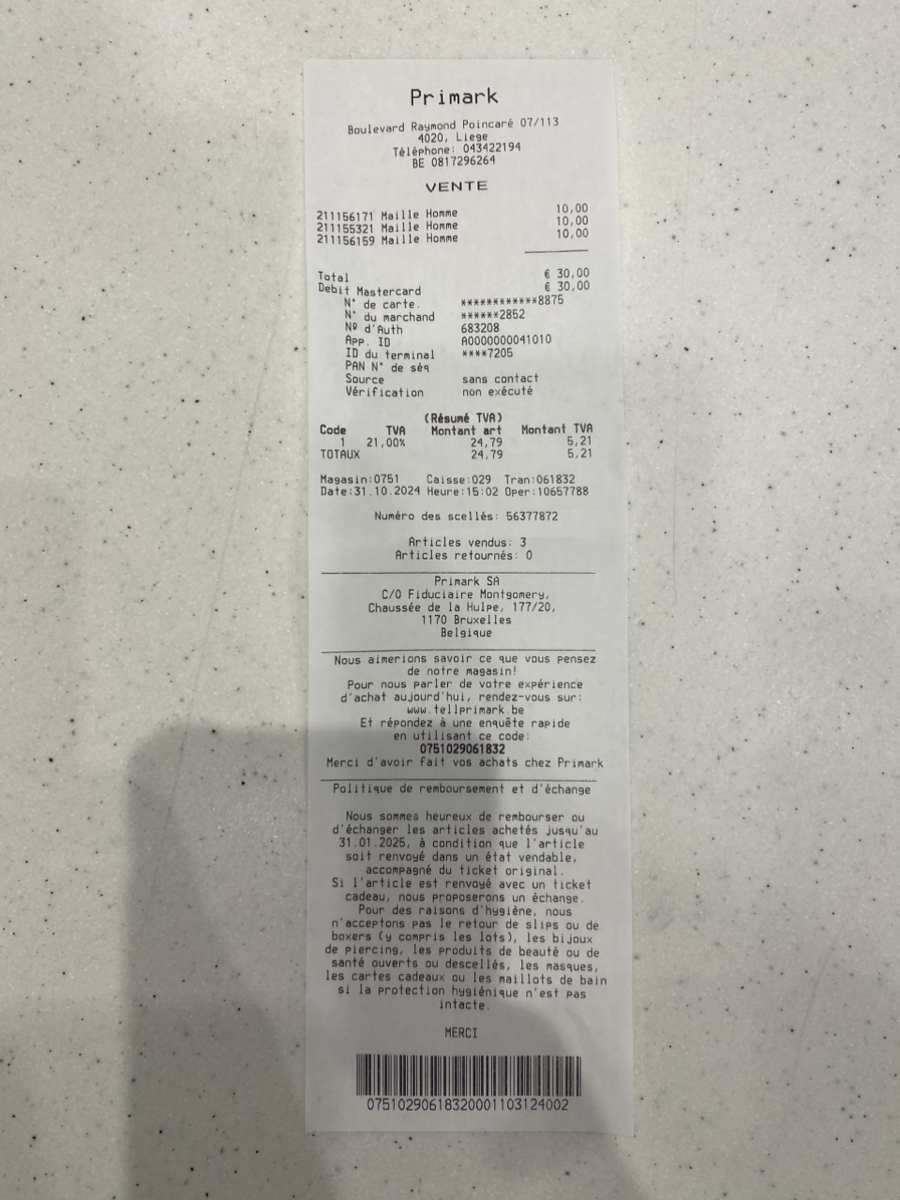 Primark
Boulevard Raymond Poincaré 07/113
4020, Liege
Téléphone: 043422194
BE 0817296264
VENTE
211156171 Maille Homme 10,00
211155321 Maille Homme 10,00
211156159 Maille Homme 10,00
Total € 30,00
Debit Mastercard € 30,00
N° de carte. ************8875
N° du marchand ******2852
Nº d'Auth 683208
App. ID A0000000041010
ID du terminal ****7205
PAN N° de séq
Source sans contact
Vérification non exécuté
(Résumé TVA)
Code TVA Montant art Montant TVA
1 21,00% 24,79 5,21
TOTAUX 24,79 5,21
Magasin:0751 Caisse:029 Tran:061832
Date:31.10.2024 Heure:15:02 Oper:10657788
Numéro des scellés: 56377872
Articles vendus: 3
Articles retournés: 0
Primark SA
C/O Fiduciaire Montgomery,
Chaussée de la Hulpe, 177/20,
1170 Bruxelles
Belgique
Nous aimerions savoir ce que vous pensez
de notre magasin!
Pour nous parler de votre expérience
d'achat aujourd'hui, rendez-vous sur:
www.tellprimark.be
Et répondez à une enquête rapide
en utilisant ce code:
0751029061832
Merci d'avoir fait vos achats chez Primark
Politique de remboursement et d'échange
Nous sommes heureux de rembourser ou
d'échanger les articles achetés jusqu'au
31.01.2025, à condition que l'article
soit renvoyé dans un état vendable,
accompagné du ticket original.
Si l'article est renvoyé avec un ticket
cadeau, nous proposerons un échange.
Pour des raisons d'hygiène, nous
n'acceptons pas le retour de slips ou de
boxers (y compris les lots), les bijoux
de piercing, les produits de beauté ou de
santé ouverts ou descellés, les masques,
les cartes cadeaux ou les maillots de bain
si la protection hygiénique n'est pas
intacte.
MERCI
07510290618320001103124002